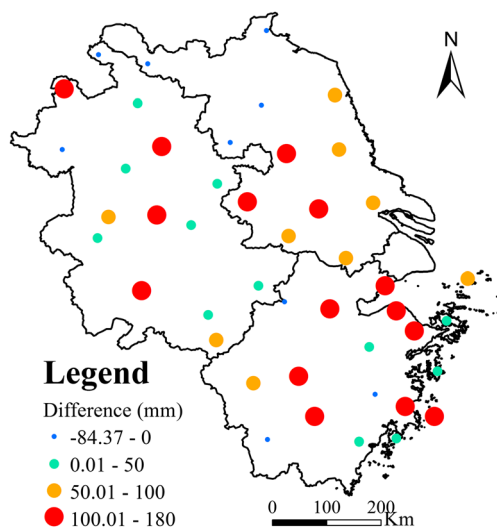 N
Legend
Difference (mm)
-84.37 - 0
0.01 - 50
50.01 - 100
100.01 - 180
0 100 200
Km